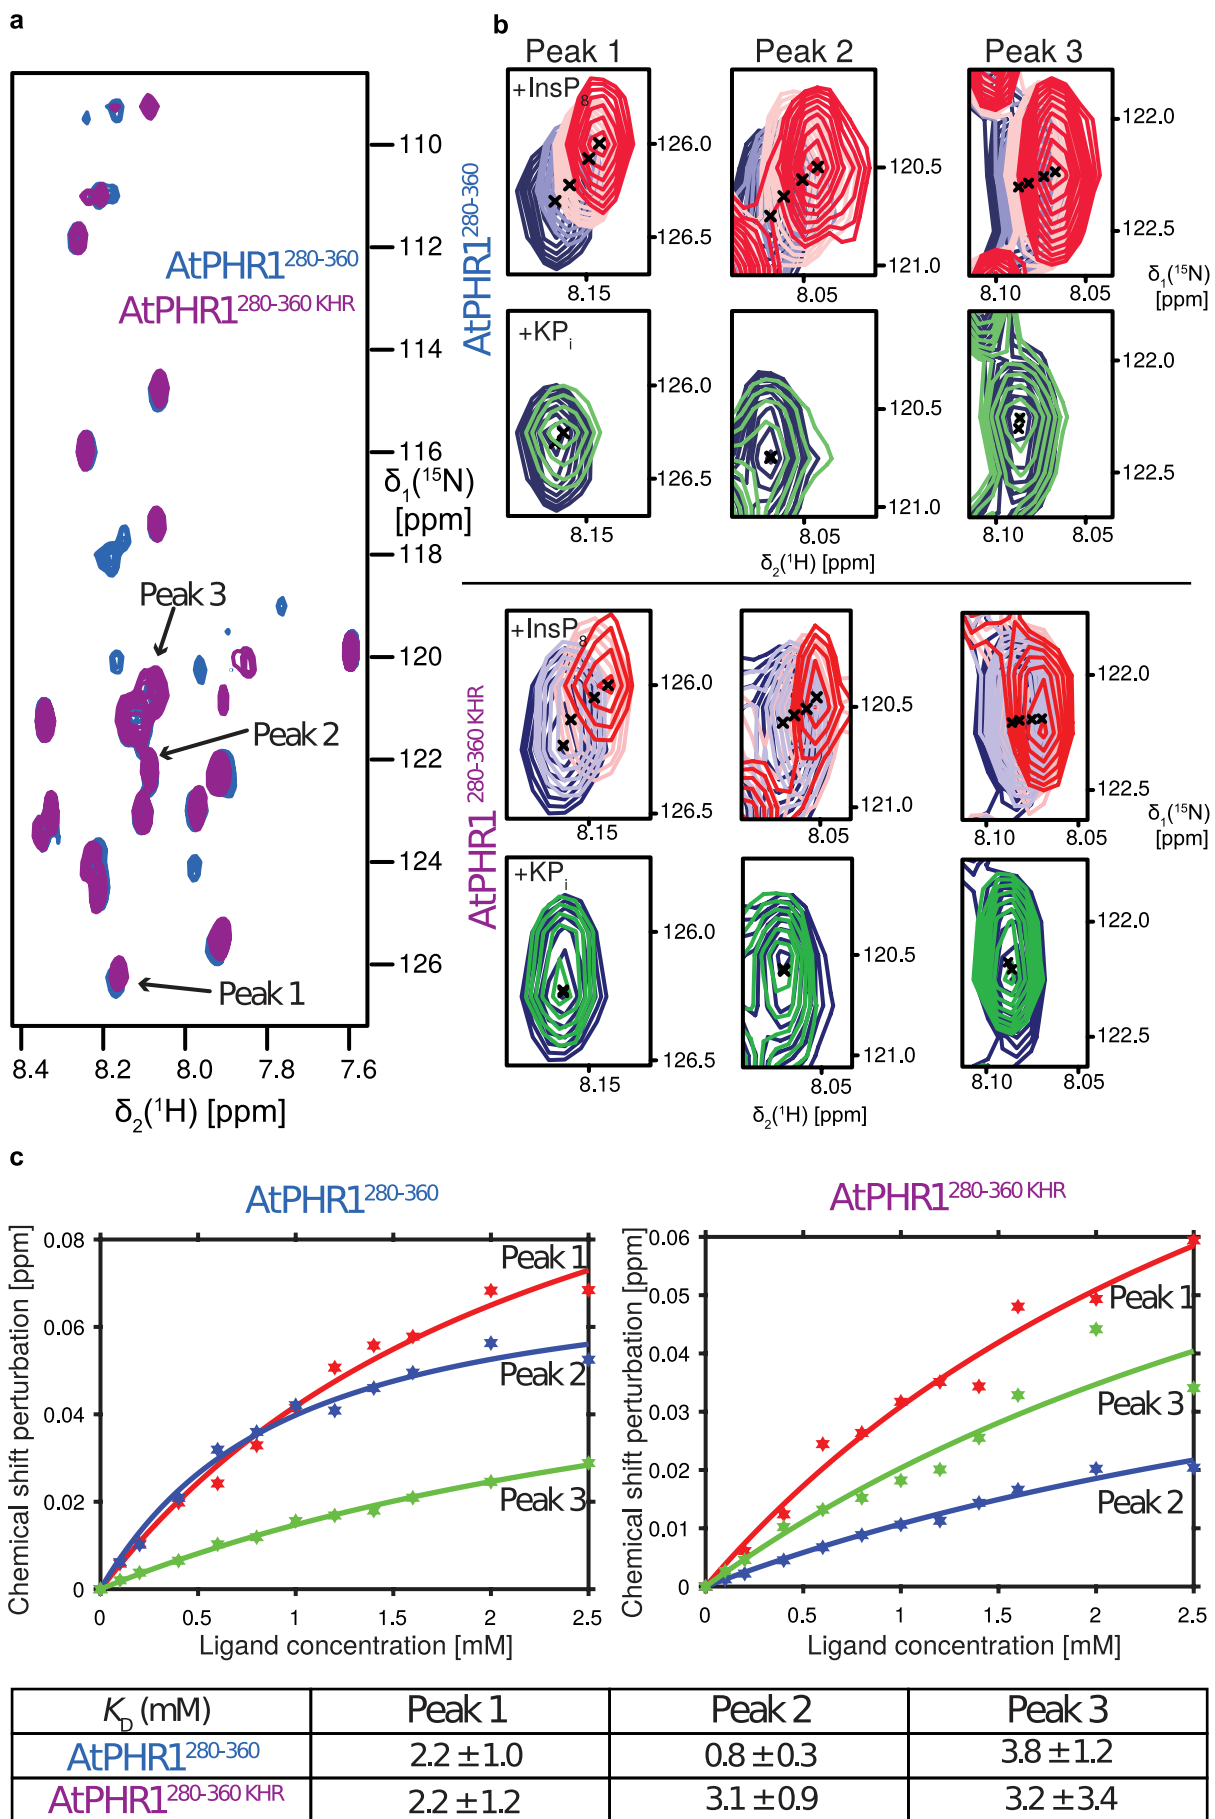 a
b
Peak 1 Peak 2 Peak 3
AtPHR1280-360
AtPHR1280-360 KHR
110
112
114
116
118
120
122
124
126
δ1(15N)
[ppm]
Peak 3
Peak 2
Peak 1
8.4 8.2 8.0 7.8 7.6
δ2(1H) [ppm]
AtPHR1280-360
+InsP8
126.0
126.5
8.15
120.5
121.0
8.05
122.0
122.5
8.10 8.05
δ1(15N)
[ppm]
+KPi
126.0
126.5
8.15
120.5
121.0
8.05
122.0
122.5
8.10 8.05
δ2(1H) [ppm]
AtPHR1280-360 KHR
+InsP8
126.0
126.5
8.15
120.5
121.0
8.05
122.0
122.5
8.10 8.05
δ1(15N)
[ppm]
+KPi
126.0
126.5
8.15
120.5
121.0
8.05
122.0
122.5
8.10 8.05
δ2(1H) [ppm]
c
AtPHR1280-360
Chemical shift perturbation [ppm]
0.08
0.06
0.04
0.02
0
Peak 1
Peak 2
Peak 3
0 0.5 1 1.5 2 2.5
Ligand concentration [mM]
AtPHR1280-360 KHR
Chemical shift perturbation [ppm]
0.06
0.05
0.04
0.03
0.02
0.01
0
Peak 1
Peak 3
Peak 2
0 0.5 1 1.5 2 2.5
Ligand concentration [mM]
KD (mM) Peak 1 Peak 2 Peak 3
AtPHR1280-360 2.2 ± 1.0 0.8 ± 0.3 3.8 ± 1.2
AtPHR1280-360 KHR 2.2 ± 1.2 3.1 ± 0.9 3.2 ± 3.4